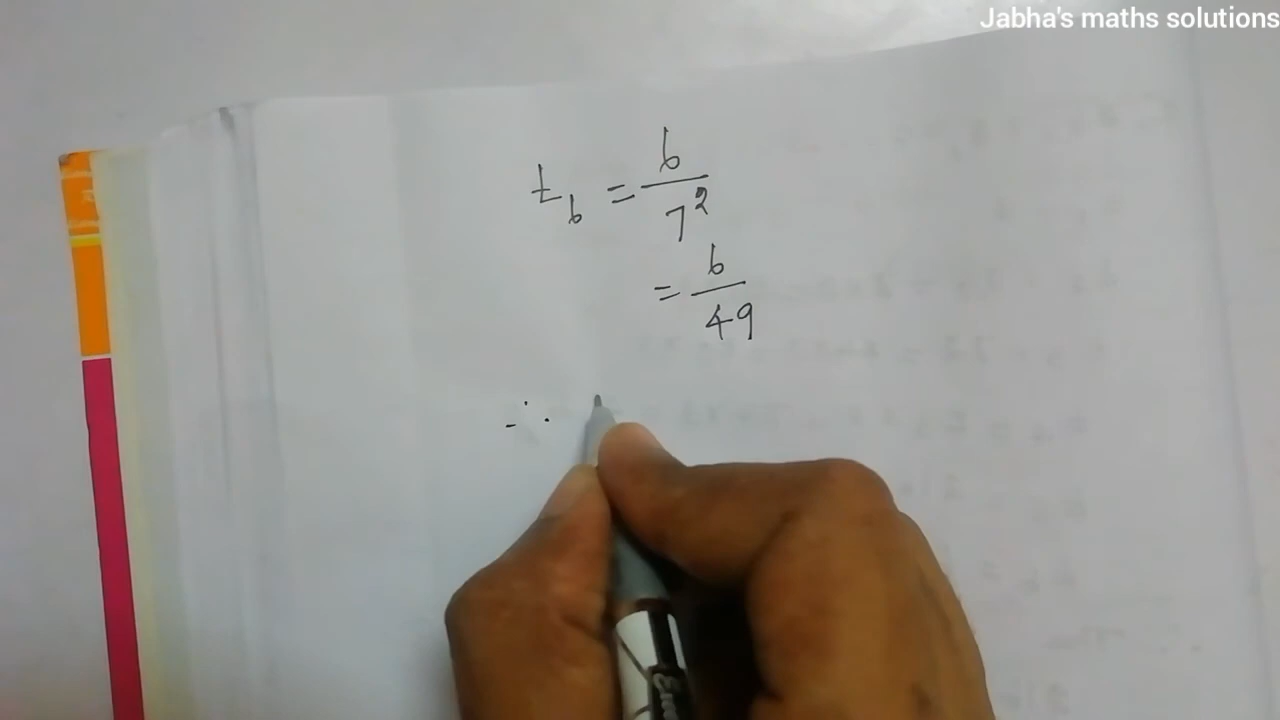 Jabha's maths solutions
t₆ = 6/7²
= 6/49
∴